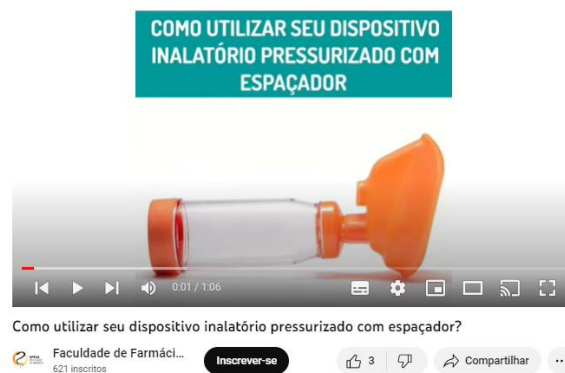 COMO UTILIZAR SEU DISPOSITIVO
INALATÓRIO PRESSURIZADO COM
ESPAÇADOR
0:01 / 1:06
Como utilizar seu dispositivo inalatório pressurizado com espaçador?
Faculdade de Farmáci...
621 inscritos
Inscrever-se
3
Compartilhar